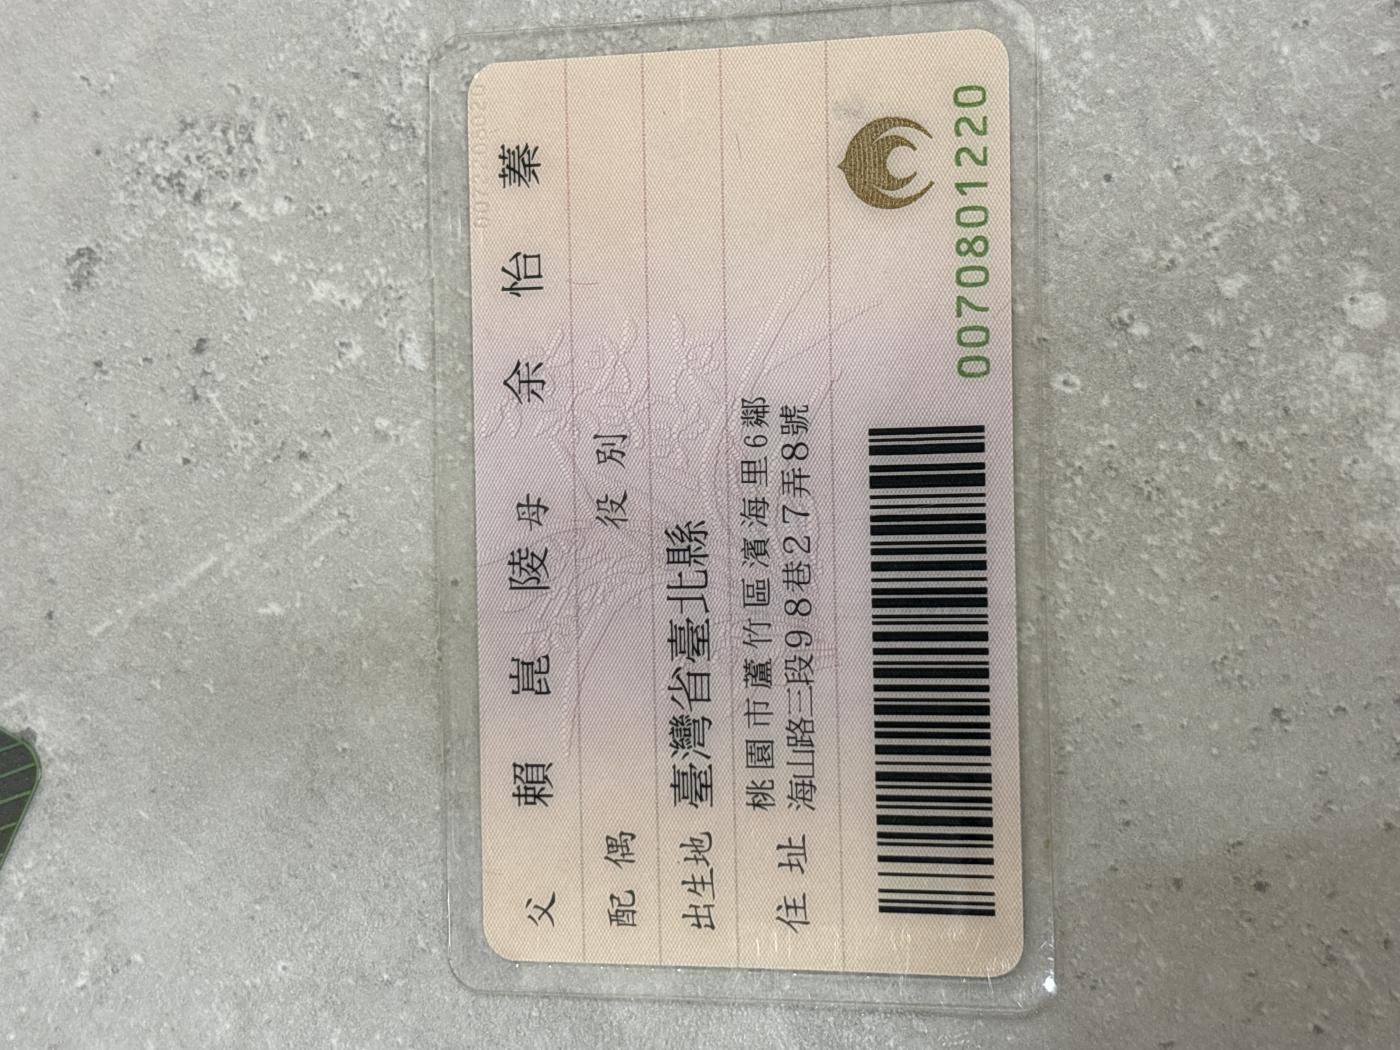 父 賴崑陵 母 余怡蓁
配偶 役別
出生地 臺灣省臺北縣
住址 桃園市蘆竹區濱海里6鄰
海山路三段98巷27弄8號
0070801220